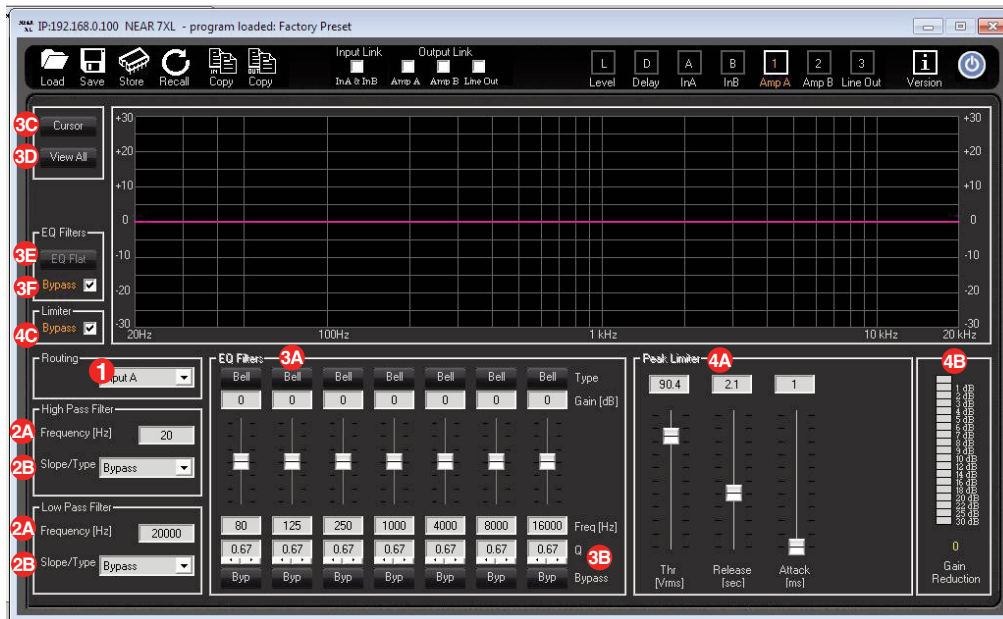 IP:192.168.0.100 NEAR 7XL - program loaded: Factory Preset
Load Save Store Recall Copy Copy
Input Link
InA & InB
Output Link
Amp A Amp B Line Out
L D A B 1 2 3 i
Level Delay InA InB Amp A Amp B Line Out Version
3C Cursor
3D View All
EQ Filters
3E EQ Flat
3F Bypass
Limiter
4C Bypass
+30 +30
+20 +20
+10 +10
0 0
-10 -10
-20 -20
-30 -30
20Hz 100Hz 1 kHz 10 kHz 20 kHz
Routing
1 put A
High Pass Filter
2A Frequency [Hz] 20
2B Slope/Type Bypass
Low Pass Filter
2A Frequency [Hz] 20000
2B Slope/Type Bypass
EQ Filters 3A
Bell Bell Bell Bell Bell Bell Bell Type
0 0 0 0 0 0 0 Gain [dB]
80 125 250 1000 4000 8000 16000 Freq [Hz]
0.67 0.67 0.67 0.67 0.67 0.67 0.67 Q 3B
Byp Byp Byp Byp Byp Byp Byp Bypass
Peak Limiter 4A
90.4 2.1 1
Thr [Vrms]
Release [sec]
Attack [ms]
4B
1 dB
2 dB
3 dB
4 dB
5 dB
6 dB
7 dB
8 dB
9 dB
10 dB
12 dB
14 dB
16 dB
18 dB
20 dB
22 dB
25 dB
30 dB
0
Gain
Reduction